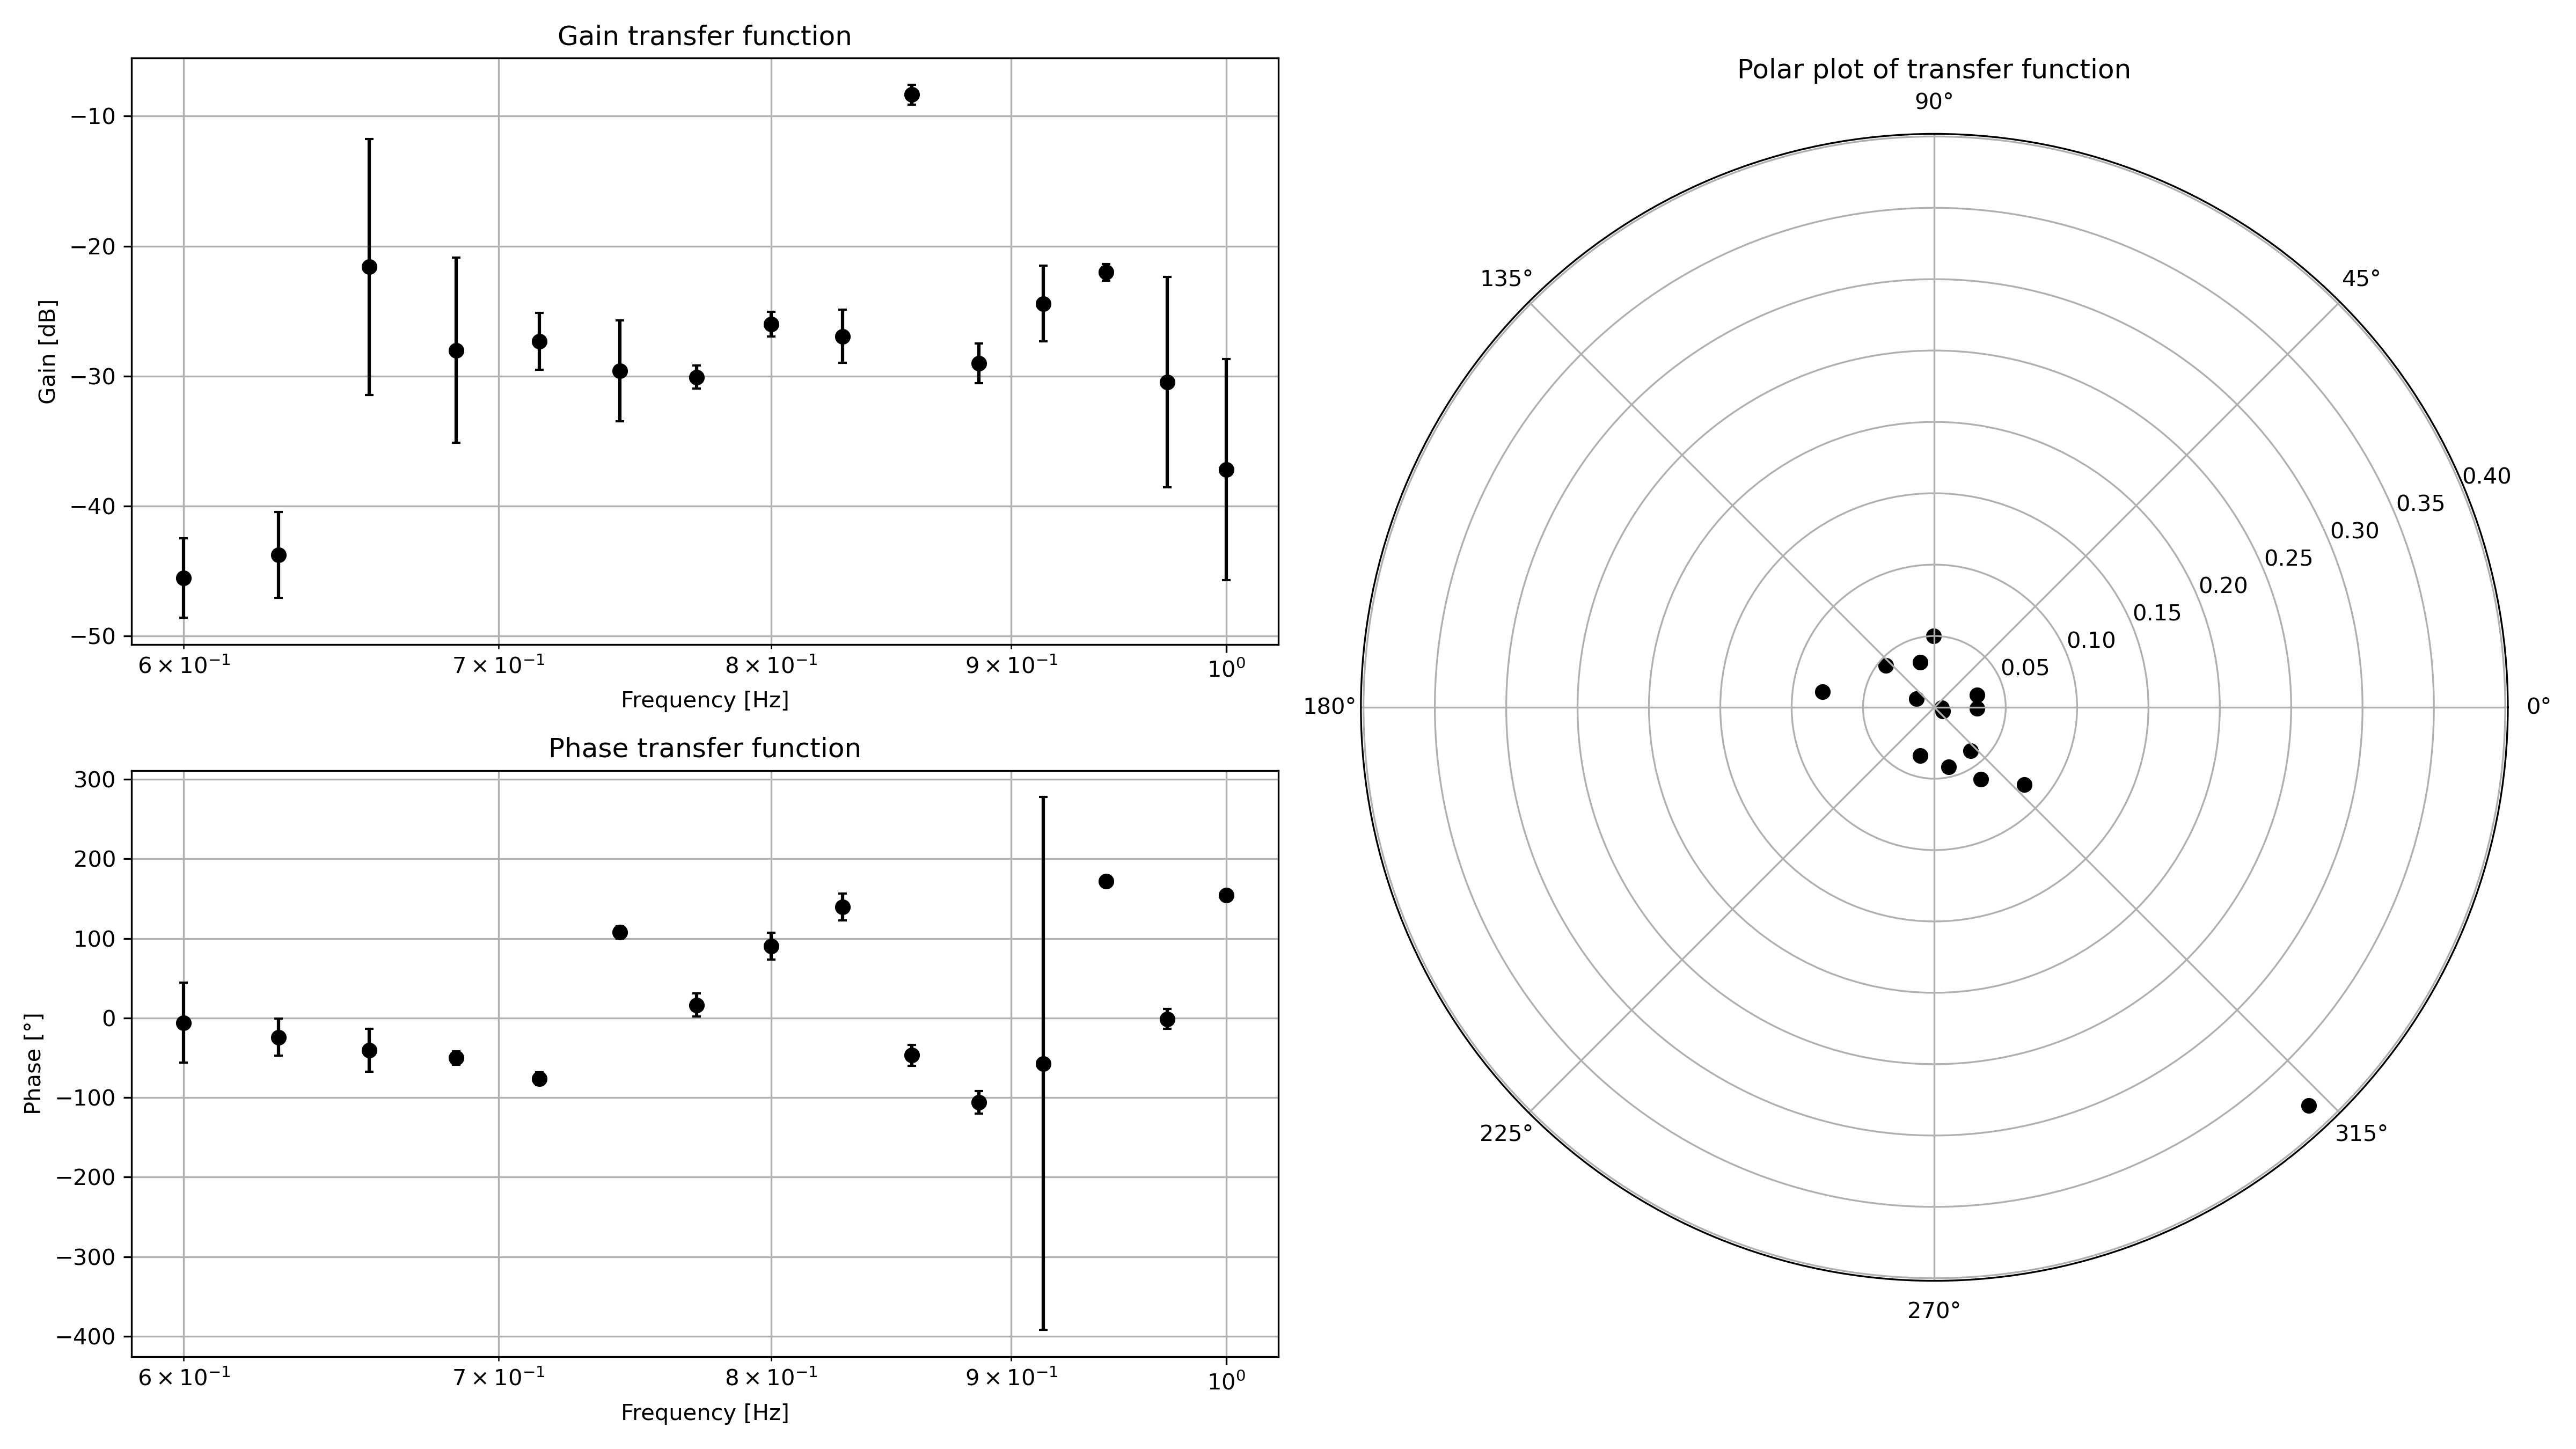 Gain transfer function
−10
−20
−30
−40
−50
Gain [dB]
6 × 10⁻¹
7 × 10⁻¹
8 × 10⁻¹
9 × 10⁻¹
10⁰
Frequency [Hz]
Phase transfer function
300
200
100
0
−100
−200
−300
−400
Phase [°]
6 × 10⁻¹
7 × 10⁻¹
8 × 10⁻¹
9 × 10⁻¹
10⁰
Frequency [Hz]
Polar plot of transfer function
90°
135°
45°
0.40
0.35
0.30
0.25
0.20
0.15
0.10
0.05
180°
0°
225°
315°
270°